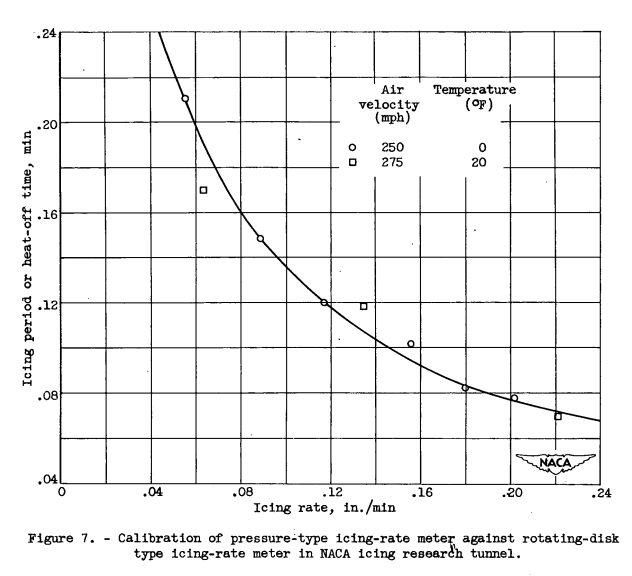 .24
.20
.16
.12
.08
.04
Icing period or heat-off time, min
Air velocity (mph)
Temperature (°F)
250 0
275 20
NACA
0 .04 .08 .12 .16 .20 .24
Icing rate, in./min
Figure 7. - Calibration of pressure-type icing-rate meter against rotating-disk
type icing-rate meter in NACA icing research tunnel.